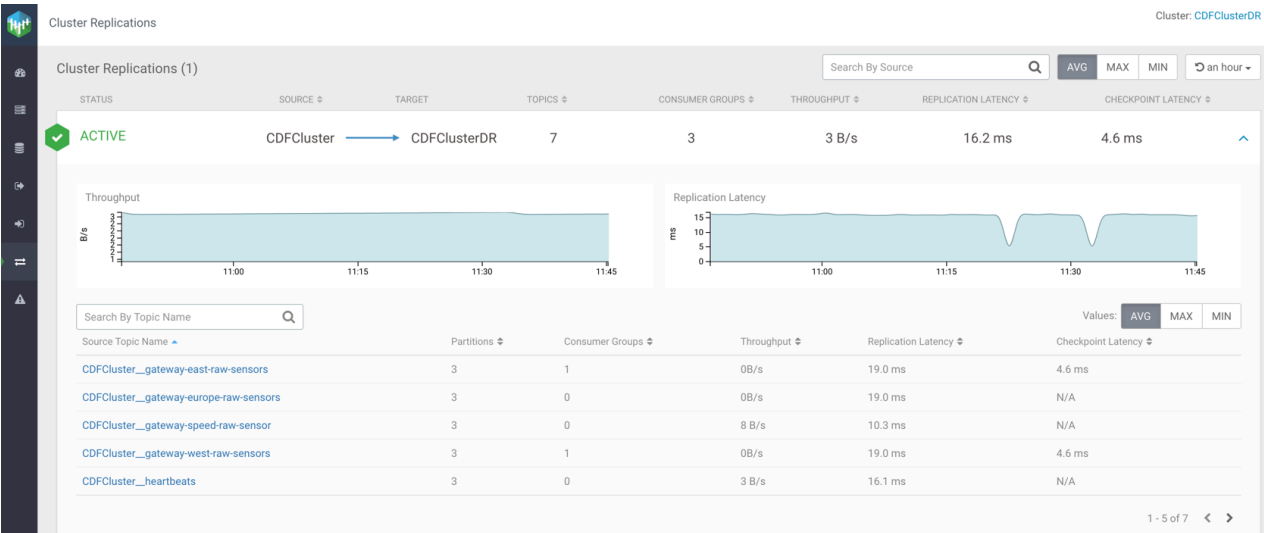 Cluster Replications
Cluster: CDFClusterDR
Cluster Replications (1)
Search By Source
AVG MAX MIN
an hour
STATUS SOURCE TARGET TOPICS CONSUMER GROUPS THROUGHPUT REPLICATION LATENCY CHECKPOINT LATENCY
ACTIVE CDFCluster CDFClusterDR 7 3 3 B/s 16.2 ms 4.6 ms
Throughput
B/s
3
2
2
1
11:00 11:15 11:30 11:45
Replication Latency
ms
15
10
5
0
11:00 11:15 11:30 11:45
Search By Topic Name
Values: AVG MAX MIN
Source Topic Name Partitions Consumer Groups Throughput Replication Latency Checkpoint Latency
CDFCluster__gateway-east-raw-sensors 3 1 0B/s 19.0 ms 4.6 ms
CDFCluster__gateway-europe-raw-sensors 3 0 0B/s 19.0 ms N/A
CDFCluster__gateway-speed-raw-sensor 3 0 8 B/s 10.3 ms N/A
CDFCluster__gateway-west-raw-sensors 3 1 0B/s 19.0 ms 4.6 ms
CDFCluster__heartbeats 3 0 3 B/s 16.1 ms N/A
1 - 5 of 7